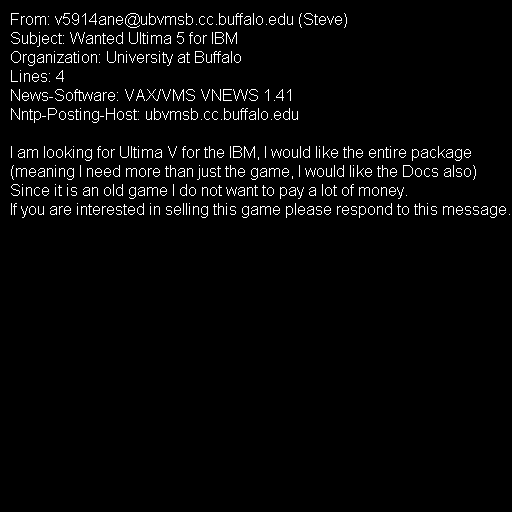 From: v5914ane@ubvmsb.cc.buffalo.edu (Steve)
Subject: Wanted Ultima 5 for IBM
Organization: University at Buffalo
Lines: 4
News-Software: VAX/VMS VNEWS 1.41
Nntp-Posting-Host: ubvmsb.cc.buffalo.edu

I am looking for Ultima V for the IBM, I would like the entire package
(meaning I need more than just the game, I would like the Docs also)
Since it is an old game I do not want to pay a lot of money.
If you are interested in selling this game please respond to this message.